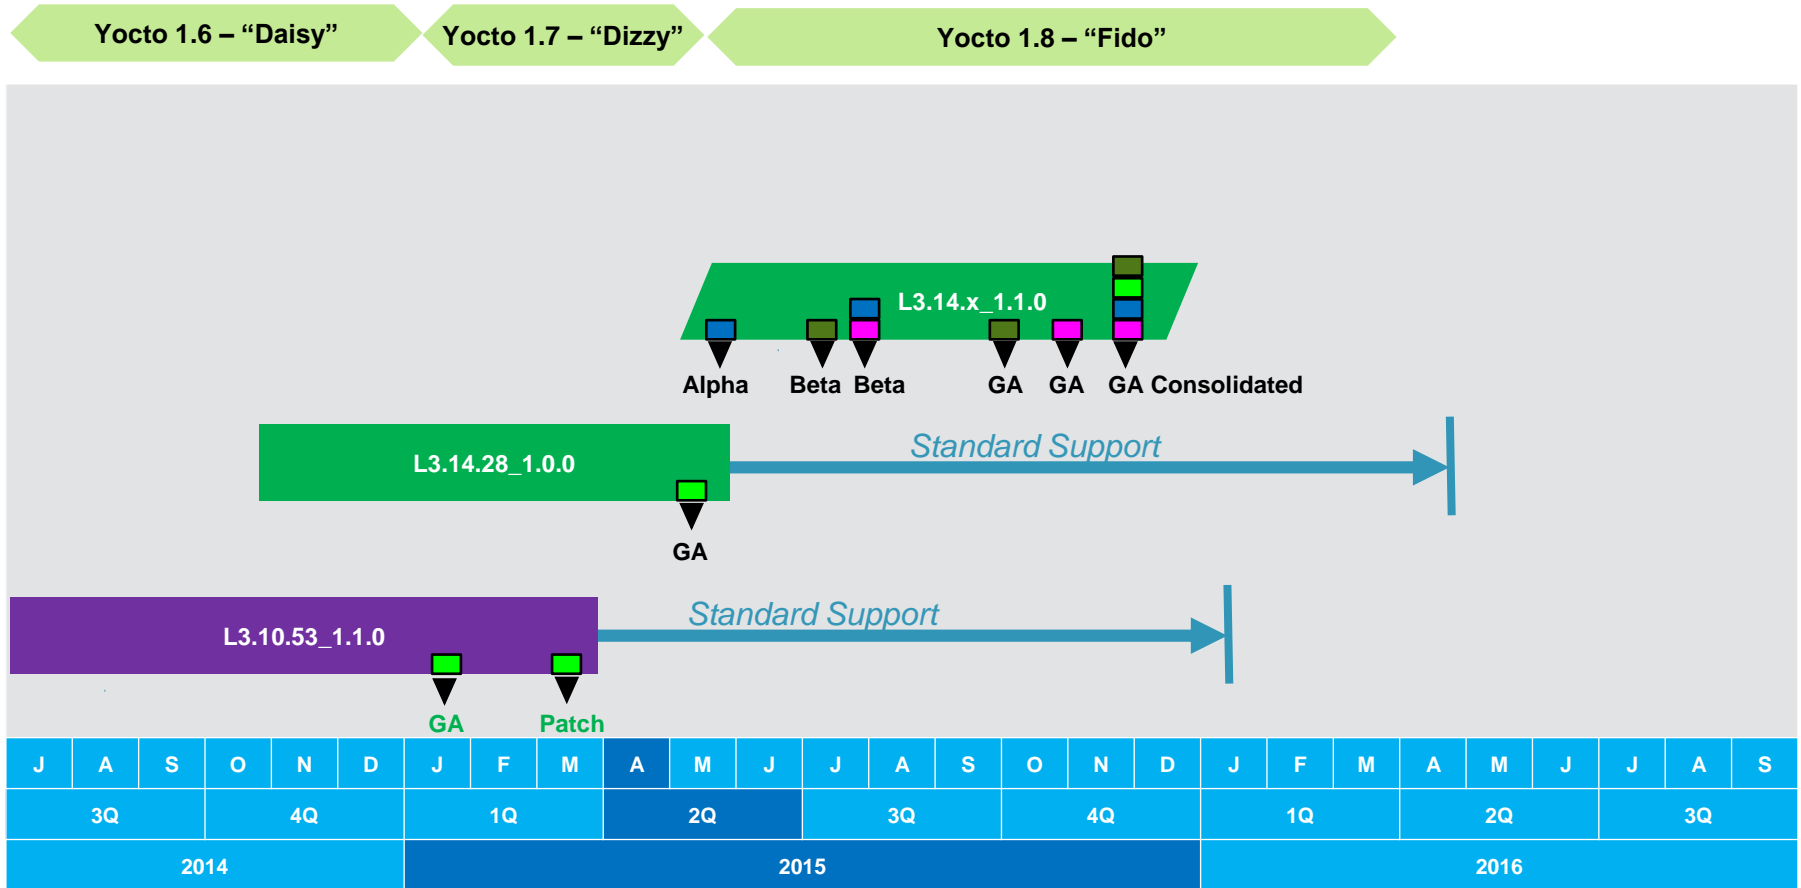 Yocto 1.6 – “Daisy”
Yocto 1.7 – “Dizzy”
Yocto 1.8 – “Fido”
L3.14.x_1.1.0
Alpha
Beta
Beta
GA
GA
GA Consolidated
L3.14.28_1.0.0
Standard Support
GA
L3.10.53_1.1.0
Standard Support
GA
Patch
J A S O N D J F M A M J J A S O N D J F M A M J J A S
3Q 4Q 1Q 2Q 3Q 4Q 1Q 2Q 3Q
2014 2015 2016